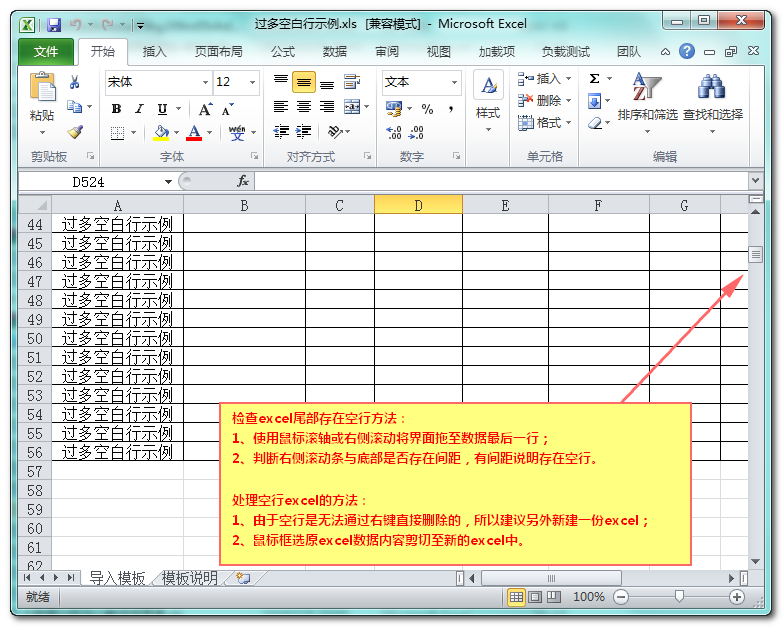 过多空白行示例.xls [兼容模式] - Microsoft Excel
文件 开始 插入 页面布局 公式 数据 审阅 视图 加载项 负载测试 团队
宋体 12 文本 插入
粘贴 B I U A A % , 样式 删除 排序和筛选 查找和选择
A wén .00 .00 格式
剪贴板 字体 对齐方式 数字 单元格 编辑
D524 fx
A B C D E F G
44 过多空白行示例
45 过多空白行示例
46 过多空白行示例
47 过多空白行示例
48 过多空白行示例
49 过多空白行示例
50 过多空白行示例
51 过多空白行示例
52 过多空白行示例
53 过多空白行示例
54 过多空白行示例
55 过多空白行示例
56 过多空白行示例
57
58
59
60
61
62
检查excel尾部存在空行方法：
1、使用鼠标滚轴或右侧滚动将界面拖至数据最后一行；
2、判断右侧滚动条与底部是否存在间距，有间距说明存在空行。
处理空行excel的方法：
1、由于空行是无法通过右键直接删除的，所以建议另外新建一份excel；
2、鼠标框选原excel数据内容剪切至新的excel中。
导入模板 模板说明
就绪 100%